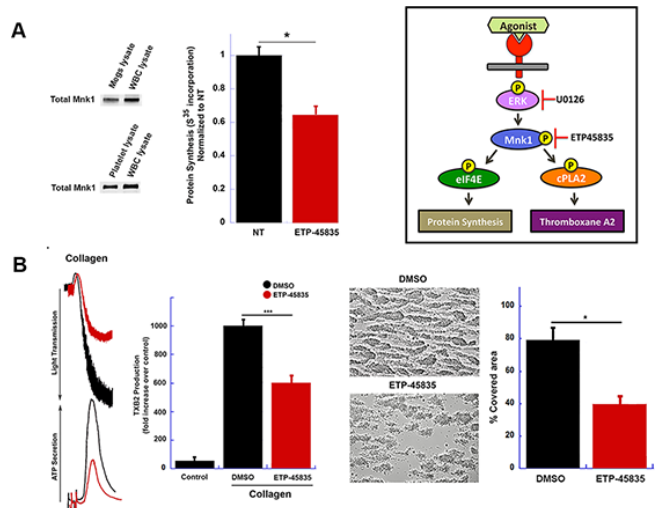 A
Megs lysate
WBC lysate
Total Mnk1
Platelet lysate
WBC lysate
Total Mnk1
Protein Synthesis (S35 incorporation)
Normalized to NT
1
0.8
0.6
0.4
0.2
0
*
NT
ETP-45835
Agonist
P
ERK
U0126
Mnk1
P
ETP45835
P
P
eIF4E
cPLA2
Protein Synthesis
Thromboxane A2
B
Collagen
Light Transmission
ATP Secretion
DMSO
ETP-45835
TXB2 Production
(fold increase over control)
1000
800
600
400
200
0
***
Control
DMSO
ETP-45835
Collagen
DMSO
ETP-45835
% Covered area
100
80
60
40
20
0
*
DMSO
ETP-45835